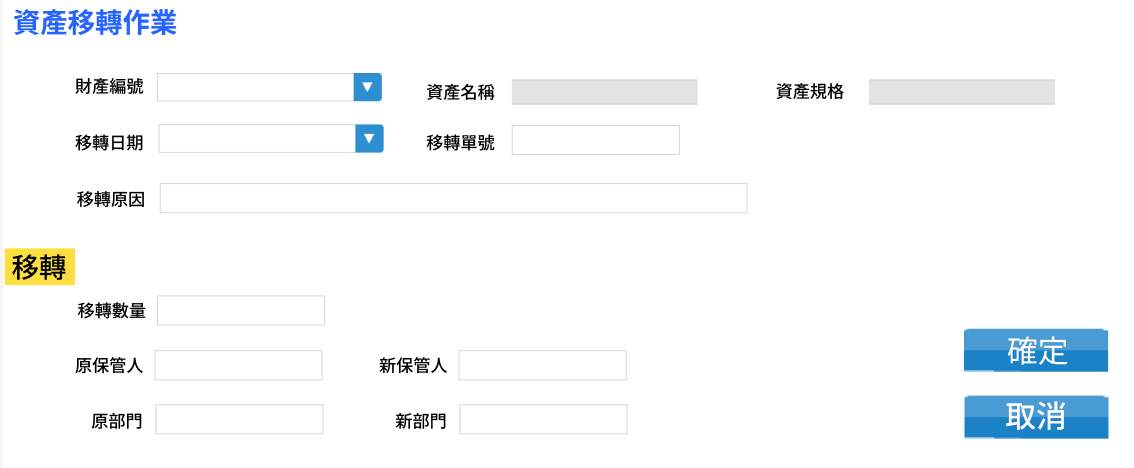 資產移轉作業
財產編號 資產名稱 資產規格
移轉日期 移轉單號
移轉原因
移轉
移轉數量
原保管人 新保管人
確定
原部門 新部門
取消